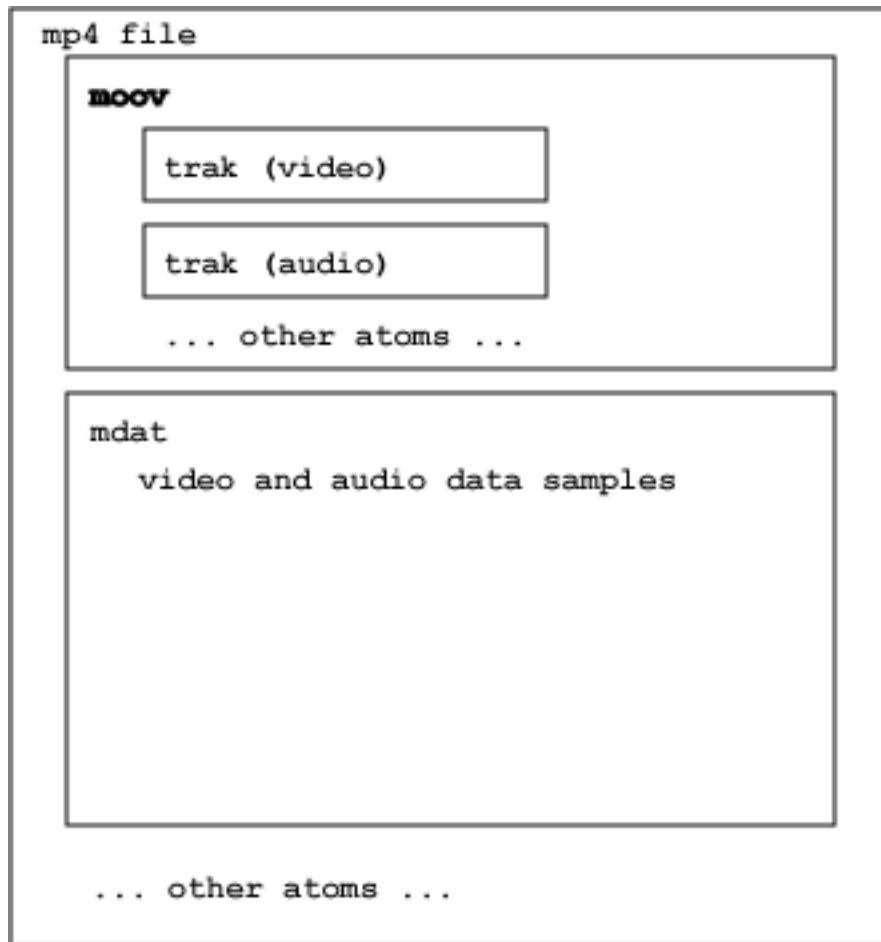 mp4 file
moov
trak (video)
trak (audio)
... other atoms ...
mdat
video and audio data samples
... other atoms ...